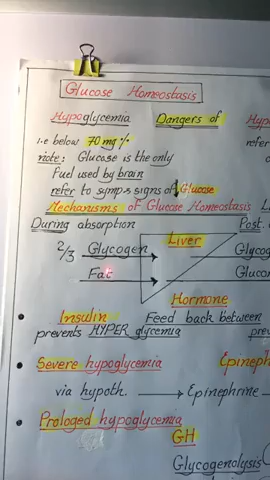 Glucose Homeostasis
Hypoglycemia Dangers of Hyp
i.e below 70 mg % refer
note: Glucose is the only
Fuel used by brain
refer to symp & signs of ↓ Glucose
Mechanisms of Glucose Homeostasis
During absorption Post.
2/3 Glycogen Liver Glycog
Fat Glucon
Hormone
• Insulin Feed back between
prevents HYPER glycemia prev
• Severe hypoglycemia Epineph
via hypoth. → Epinephrine
• Prologed hypoglycemia
GH
Glycogenolysis